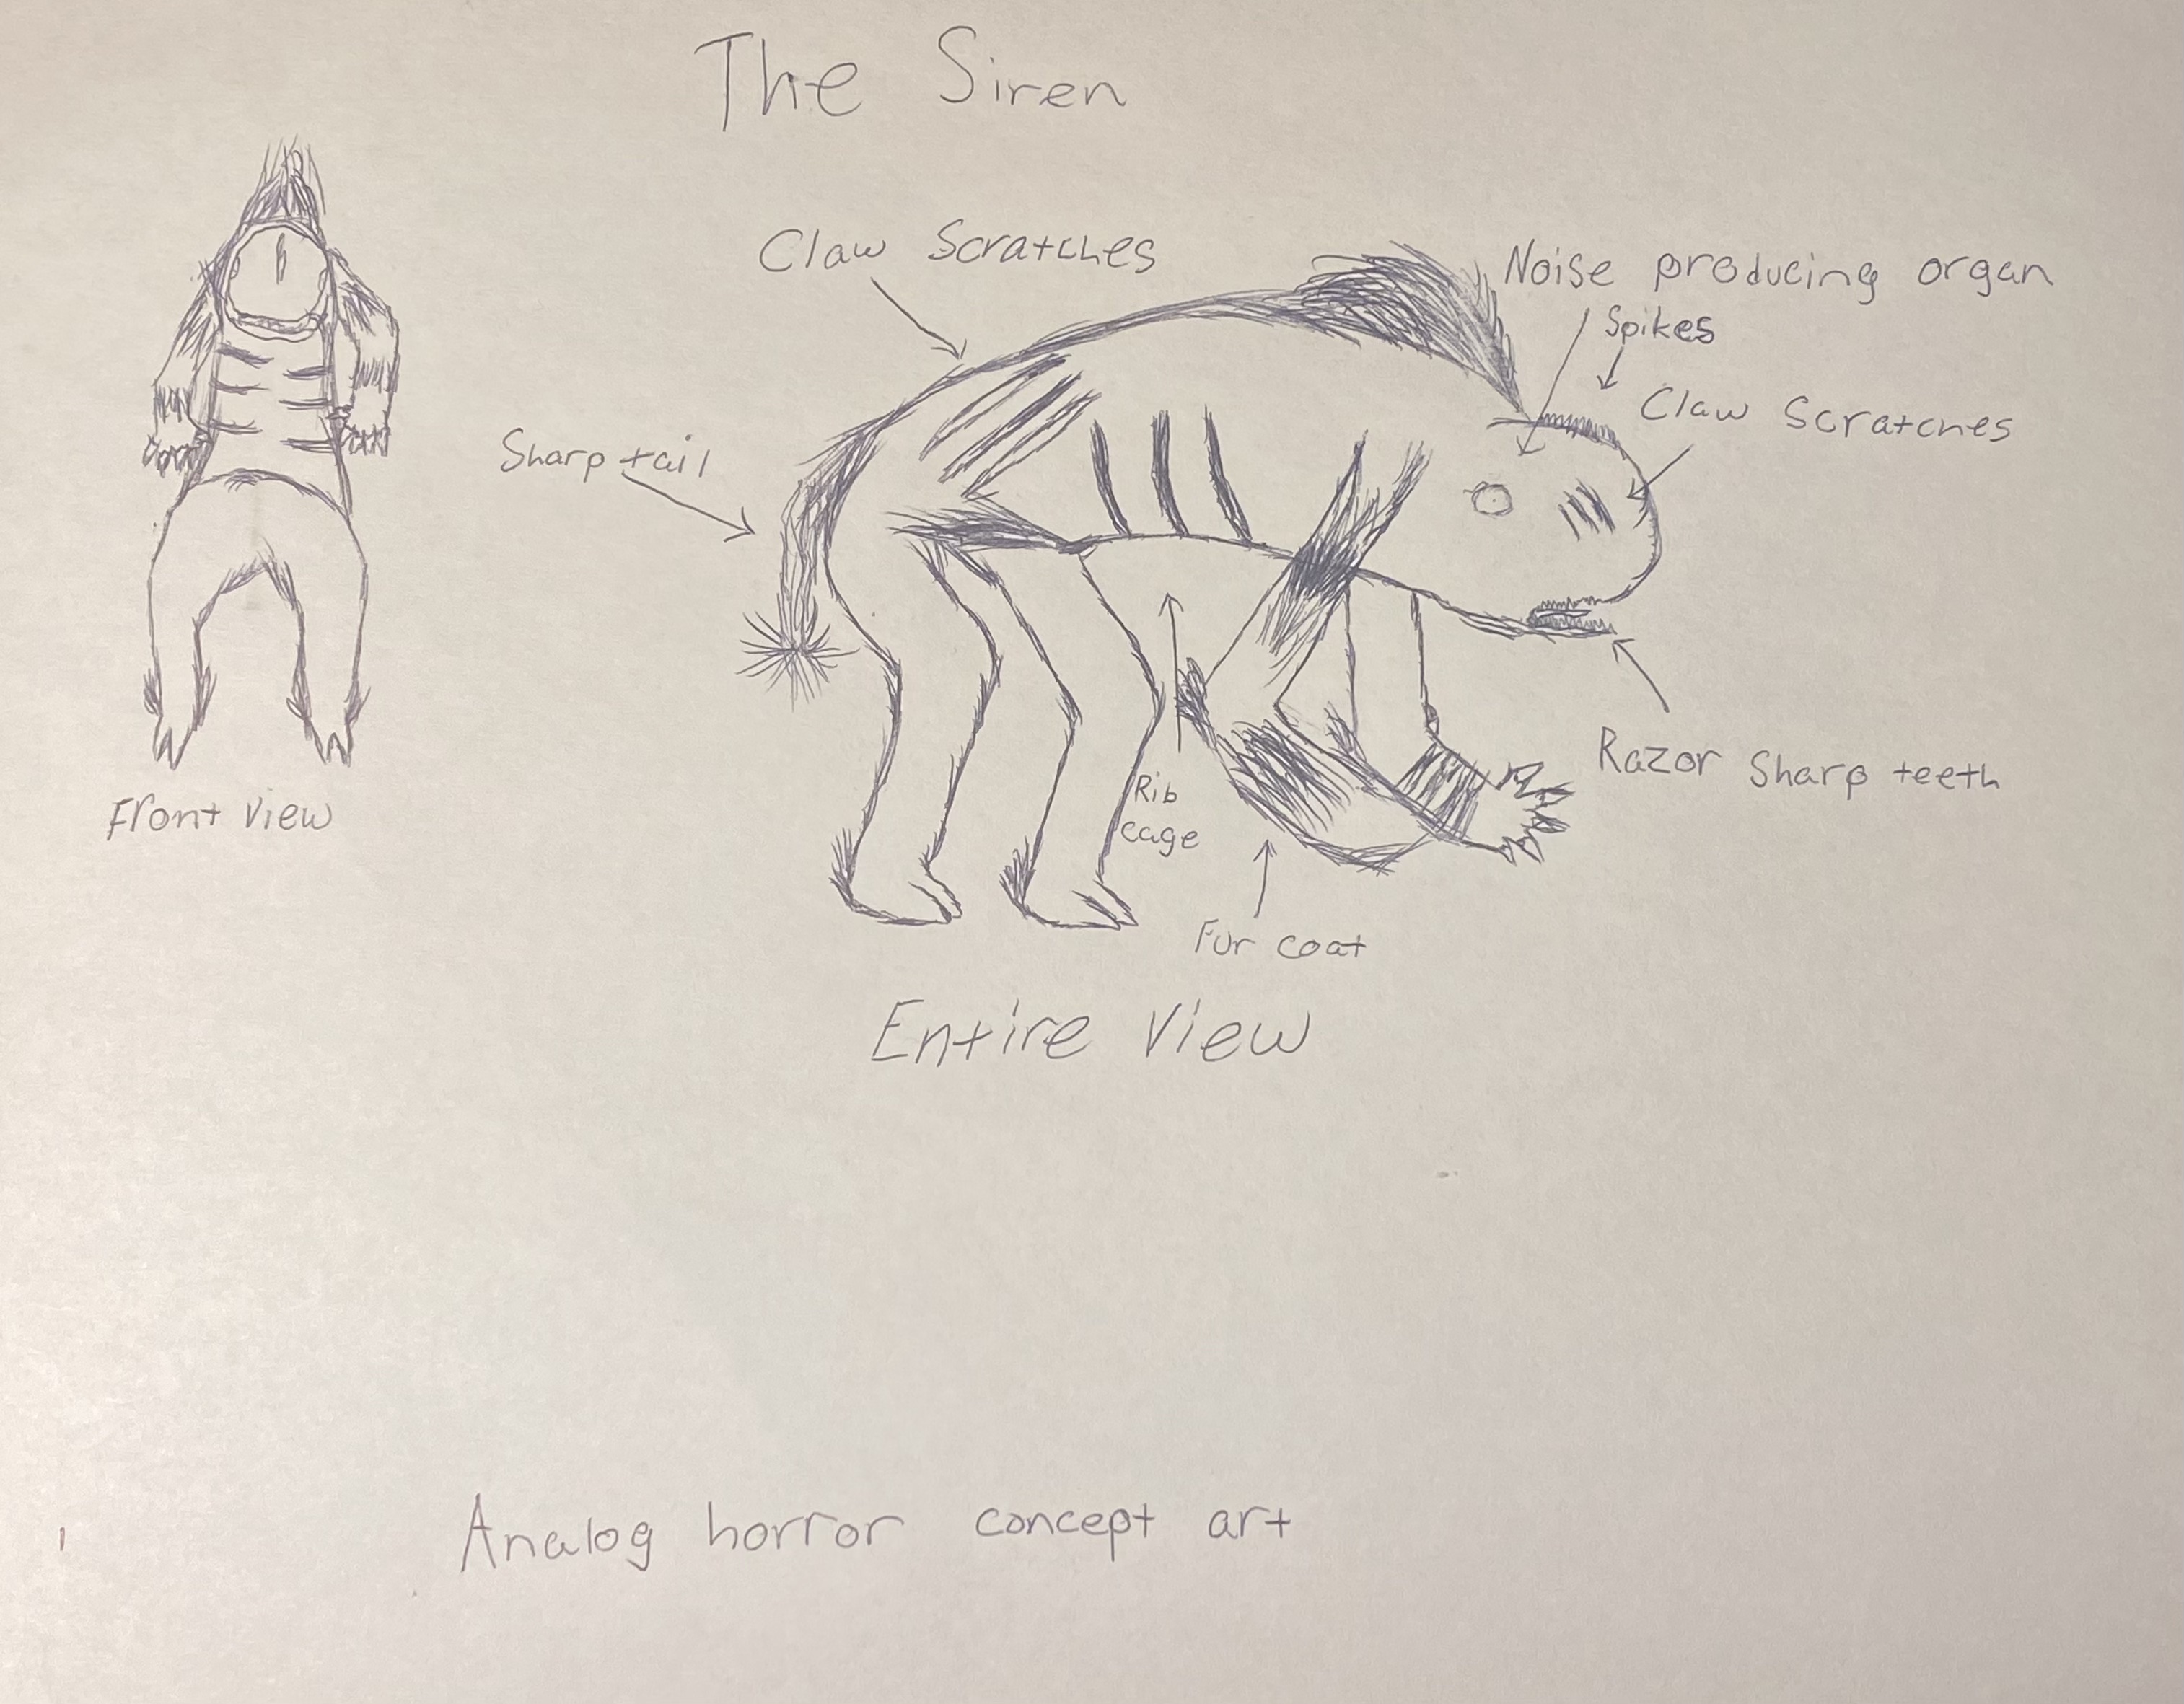 The Siren
Claw Scratches
Noise producing organ
Spikes
Claw Scratches
Sharp tail
Razor Sharp teeth
Rib
cage
Front view
Fur coat
Entire View
Analog horror concept art